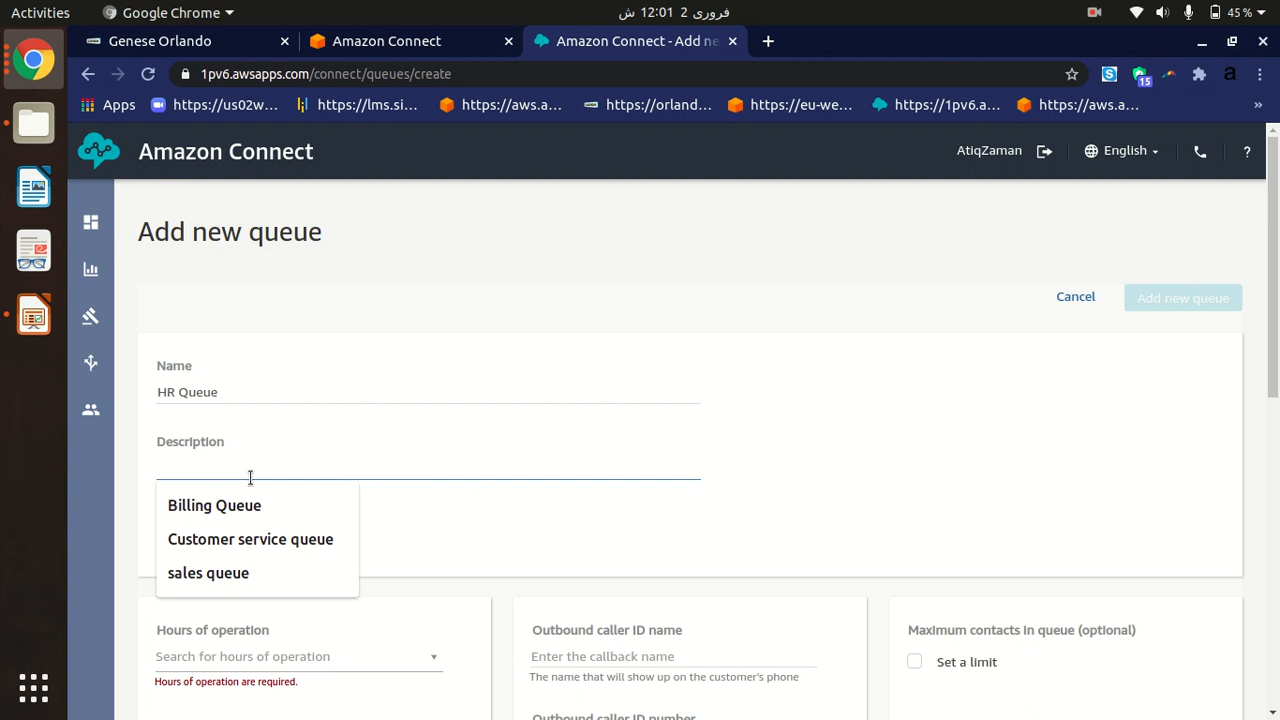 Activities
Google Chrome
فروری 2 12:01 ش
45 %
Genese Orlando
Amazon Connect
Amazon Connect - Add ne
1pv6.awsapps.com/connect/queues/create
15
a
Apps
https://us02w...
https://lms.si...
https://aws.a...
https://orland...
https://eu-we...
https://1pv6.a...
https://aws.a...
»
Amazon Connect
AtiqZaman
English
?
Add new queue
Cancel
Add new queue
Name
HR Queue
Description
Billing Queue
Customer service queue
sales queue
Hours of operation
Search for hours of operation
Hours of operation are required.
Outbound caller ID name
Enter the callback name
The name that will show up on the customer's phone
Outbound caller ID number
Maximum contacts in queue (optional)
Set a limit